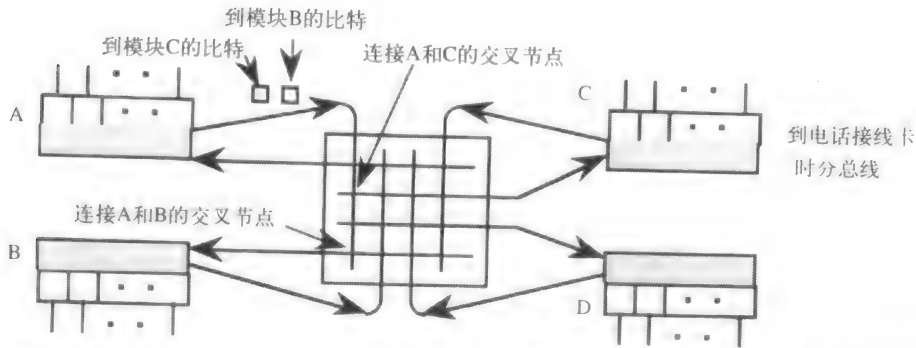 到模块B的比特
到模块C的比特
连接A和C的交叉节点
A
C
到电话接线卡
时分总线
连接A和B的交叉节点
B
D